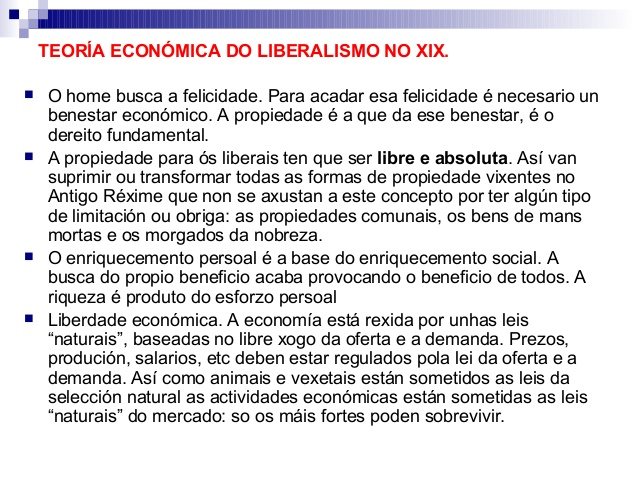 TEORÍA ECONÓMICA DO LIBERALISMO NO XIX.
O home busca a felicidade. Para acadar esa felicidade é necesario un
benestar económico. A propiedade é a que da ese benestar, é o
dereito fundamental.
A propiedade para ós liberais ten que ser libre e absoluta. Así van
suprimir ou transformar todas as formas de propiedade vixentes no
Antigo Réxime que non se axustan a este concepto por ter algún tipo
de limitación ou obriga: as propiedades comunais, os bens de mans
mortas e os morgados da nobreza.
O enriquecemento persoal é a base do enriquecemento social. A
busca do propio beneficio acaba provocando o beneficio de todos. A
riqueza é produto do esforzo persoal
Liberdade económica. A economía está rexida por unhas leis
“naturais”, baseadas no libre xogo da oferta e a demanda. Prezos,
produción, salarios, etc deben estar regulados pola lei da oferta e a
demanda. Así como animais e vexetais están sometidos as leis da
selección natural as actividades económicas están sometidas as leis
“naturais” do mercado: so os máis fortes poden sobrevivir.